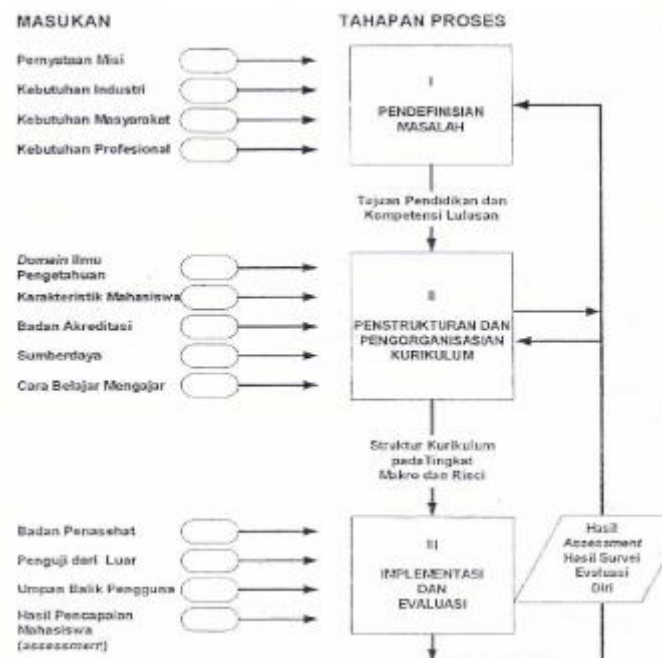 MASUKAN
TAHAPAN PROSES
Pernyataan Misi
Kebutuhan Industri
Kebutuhan Masyarakat
Kebutuhan Profesional
I
PENDEFINISIAN
MASALAH
Tujuan Pendidikan dan
Kompetensi Lulusan
Domain Ilmu
Pengetahuan
Karakteristik Mahasiswa
Badan Akreditasi
Sumberdaya
Cara Belajar Mengajar
II
PENSTRUKTURAN DAN
PENGORGANISASIAN
KURIKULUM
Struktur Kurikulum
padaTingkat
Makro dan Rinci
Badan Penasehat
Penguji dari Luar
Umpan Balik Pengguna
Hasil Pencapaian
Mahasiswa
(assessment)
III
IMPLEMENTASI
DAN
EVALUASI
Hasil
Assessment
Hasil Survei
Evaluasi
Diri